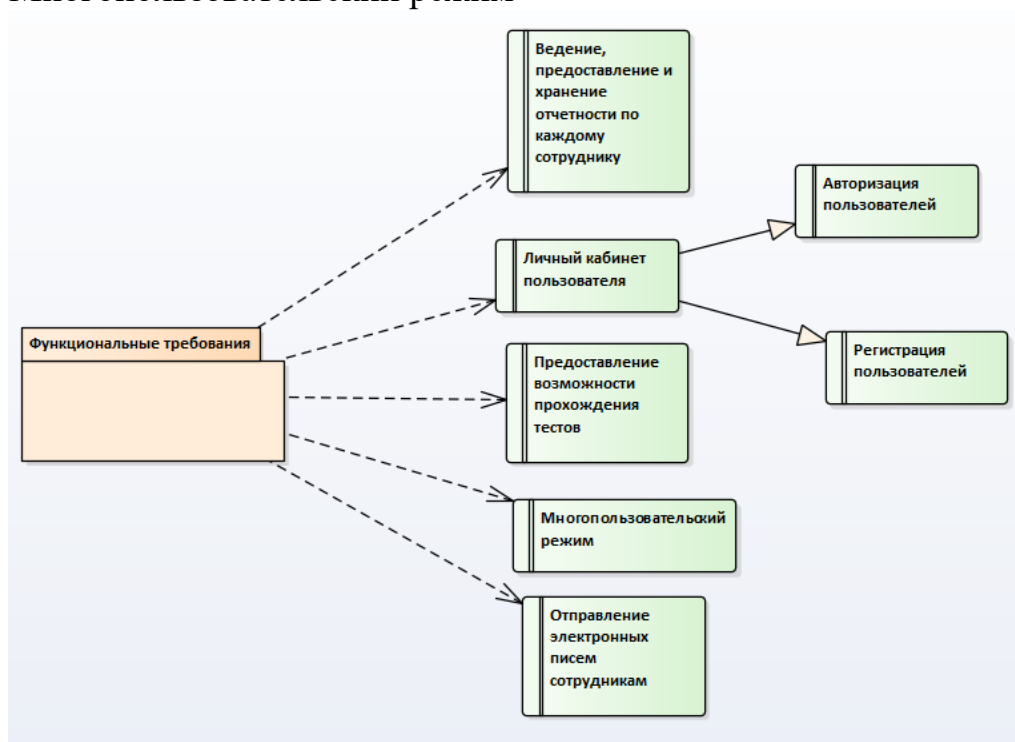 Многопользовательский режим
Ведение,
предоставление и
хранение
отчетности по
каждому
сотруднику
Авторизация
пользователей
Личный кабинет
пользователя
Функциональные требования
Регистрация
пользователей
Предоставление
возможности
прохождения
тестов
Многопользовательский
режим
Отправление
электронных
писем
сотрудникам